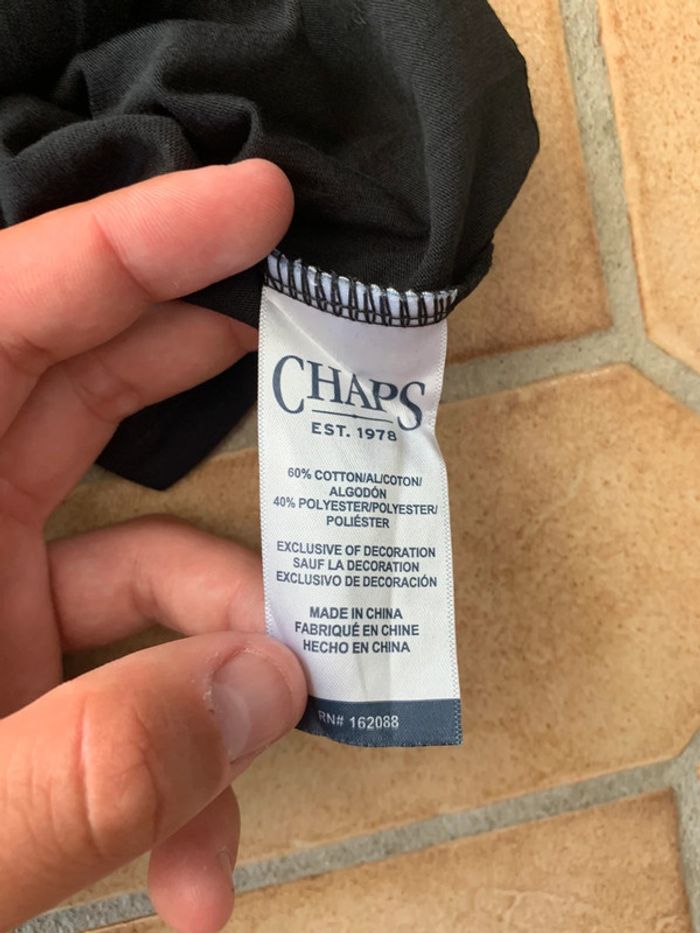 CHAPS
EST. 1978
60% COTTON/AL/COTON/
ALGODÓN
40% POLYESTER/POLYESTER/
POLIÉSTER
EXCLUSIVE OF DECORATION
SAUF LA DECORATION
EXCLUSIVO DE DECORACIÓN
MADE IN CHINA
FABRIQUÉ EN CHINE
HECHO EN CHINA
RN# 162088